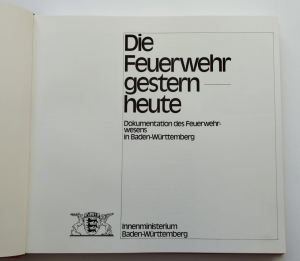 Die
Feuerwehr
gestern —
heute
Dokumentation des Feuerwehr-
wesens
in Baden-Württemberg
Innenministerium
Baden-Württemberg